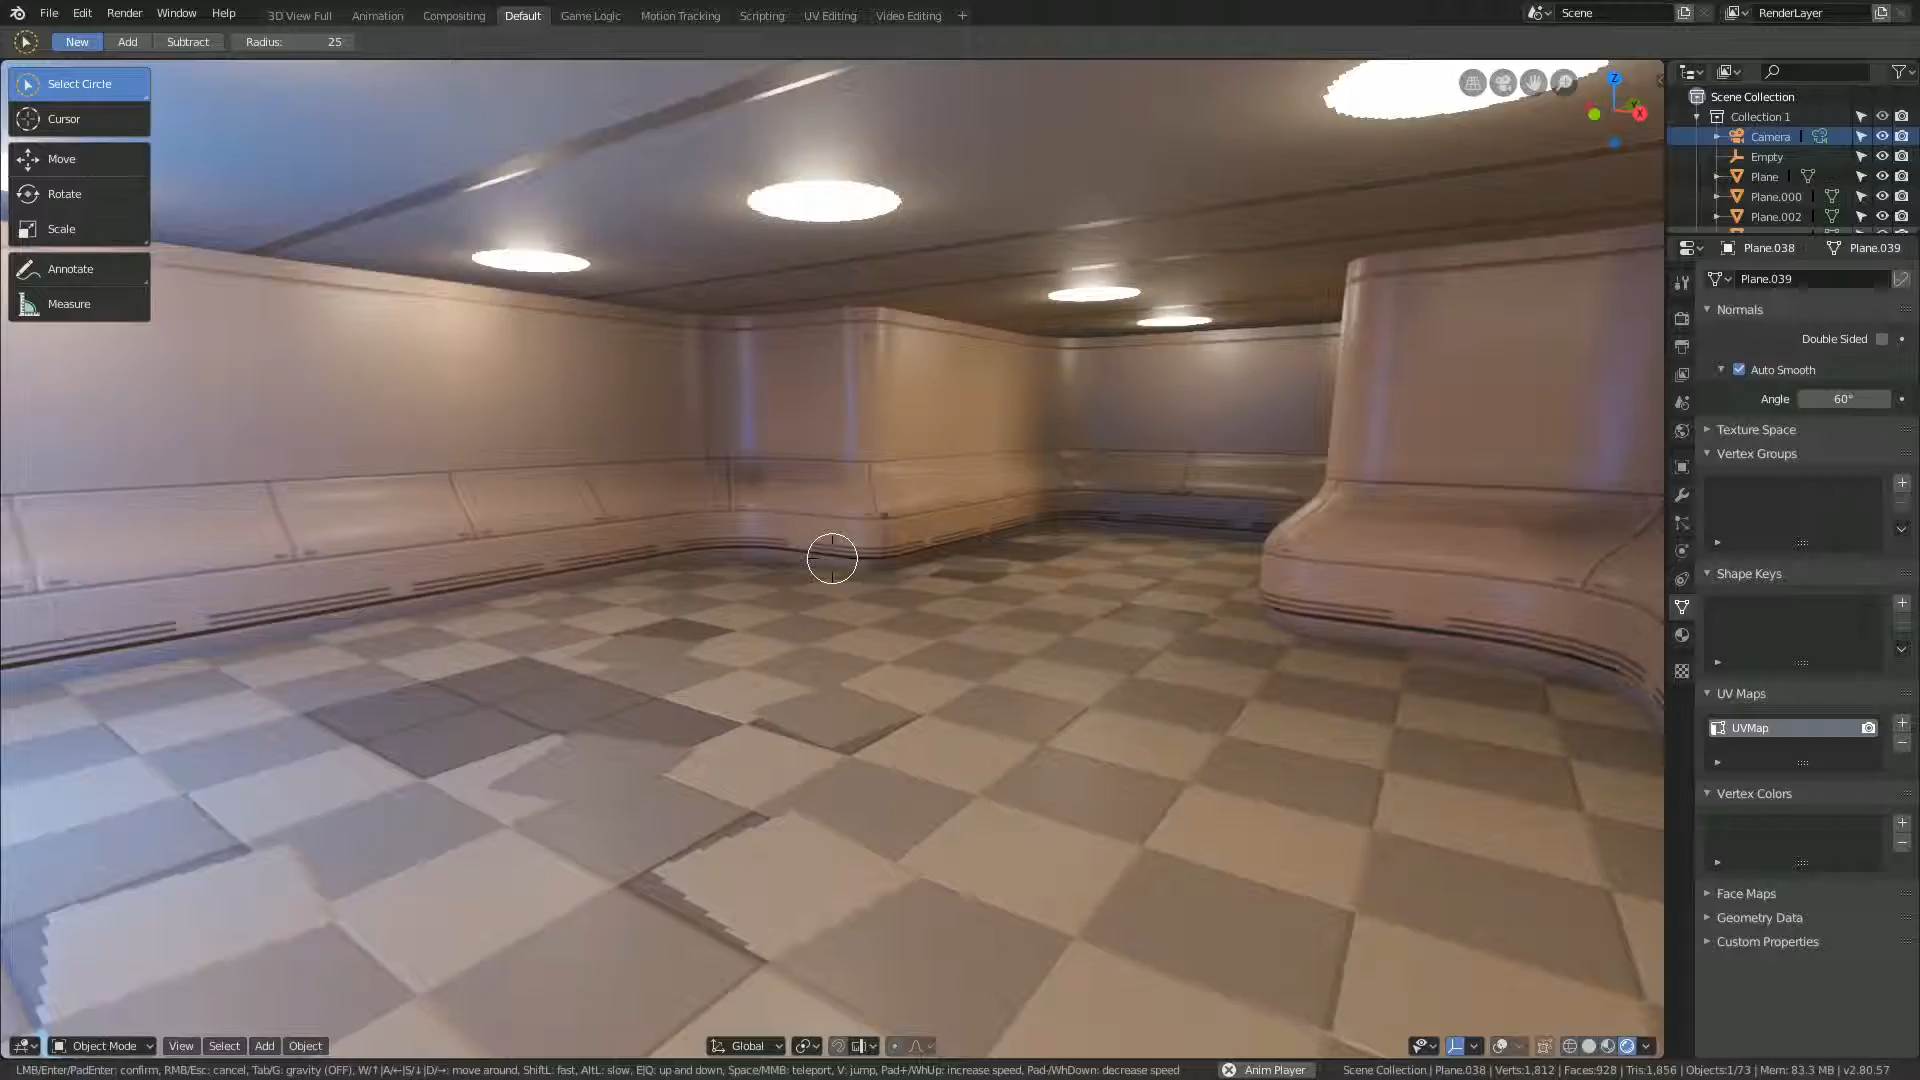 File Edit Render Window Help 3D View Full Animation Compositing Default Game Logic Motion Tracking Scripting UV Editing Video Editing + Scene RenderLayer
New Add Subtract Radius: 25
Select Circle
Cursor
Move
Rotate
Scale
Annotate
Measure
Z
X
Scene Collection
Collection 1
Camera
Empty
Plane
Plane.000
Plane.002
Plane.038 Plane.039
Plane.039
Normals
Double Sided
Auto Smooth
Angle 60°
Texture Space
Vertex Groups
Shape Keys
UV Maps
UVMap
Vertex Colors
Face Maps
Geometry Data
Custom Properties
Object Mode View Select Add Object Global
LMB/Enter/PadEnter: confirm, RMB/Esc: cancel, Tab/G: gravity (OFF), W/↑|A/←|S/↓|D/→: move around, ShiftL: fast, AltL: slow, E|Q: up and down, Space/MMB: teleport, V: jump, Pad+/WhUp: increase speed, Pad-/WhDown: decrease speed Anim Player Scene Collection | Plane.038 | Verts:1,812 | Faces:928 | Tris:1,856 | Objects:1/73 | Mem: 83.3 MB | v2.80.57